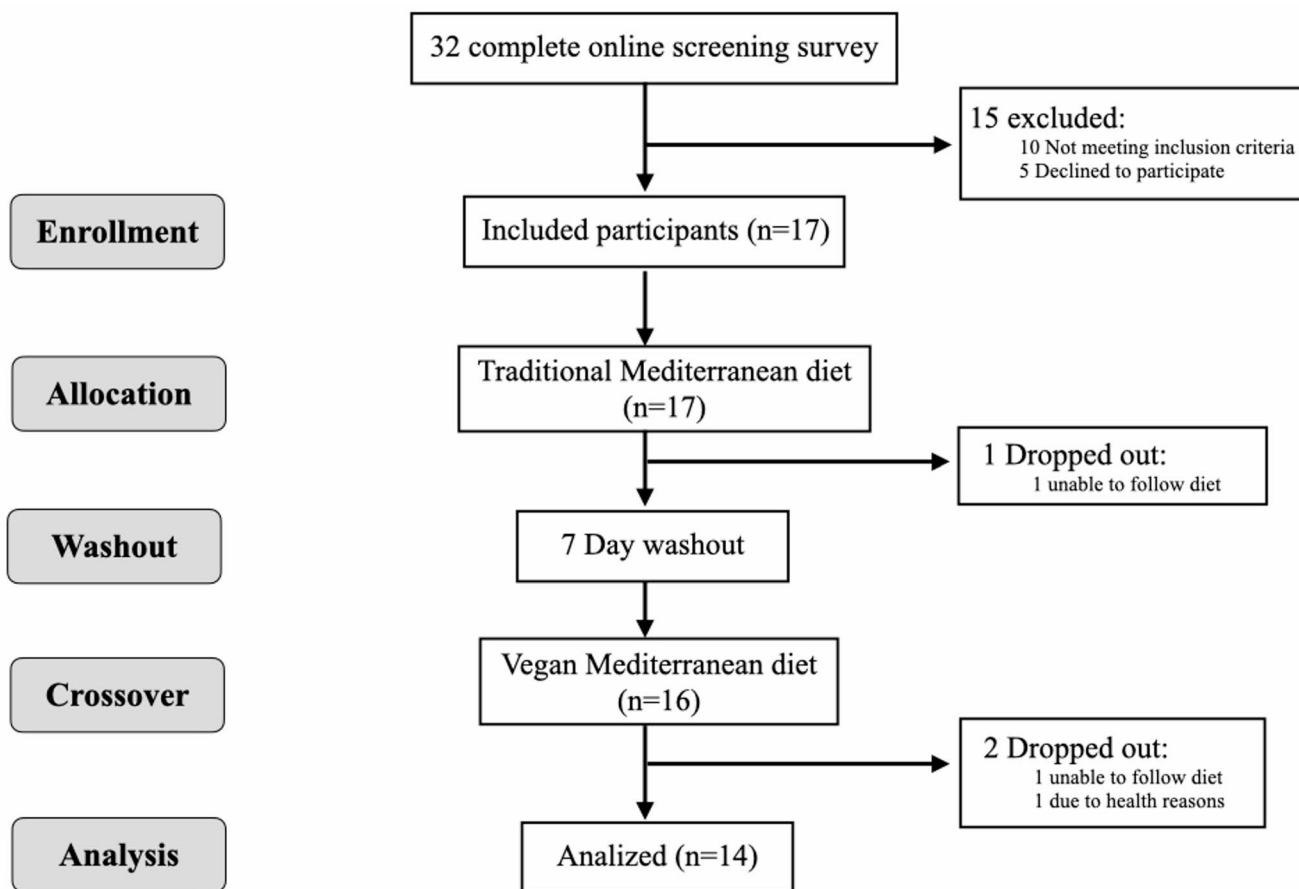 32 complete online screening survey
15 excluded:
10 Not meeting inclusion criteria
5 Declined to participate
Enrollment
Included participants (n=17)
Allocation
Traditional Mediterranean diet
(n=17)
1 Dropped out:
1 unable to follow diet
Washout
7 Day washout
Crossover
Vegan Mediterranean diet
(n=16)
2 Dropped out:
1 unable to follow diet
1 due to health reasons
Analysis
Analized (n=14)